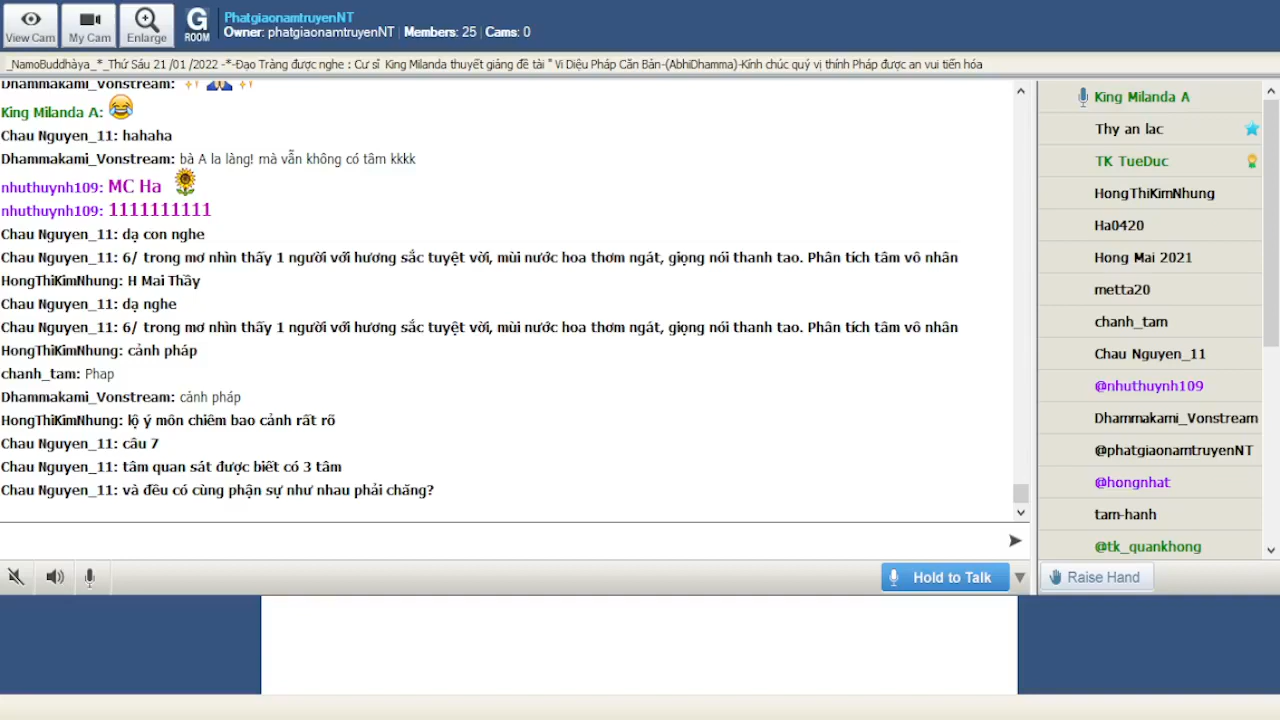 View Cam
My Cam
Enlarge
G
ROOM
PhatgiaonamtruyenNT
Owner: phatgiaonamtruyenNT | Members: 25 | Cams: 0
_NamoBuddhàya_*_Thứ Sáu 21 /01 /2022 -*-Đạo Tràng được nghe : Cư sĩ King Milanda thuyết giảng đề tài " Vi Diệu Pháp Căn Bản-(AbhiDhamma)-Kính chúc quý vị thính Pháp được an vui tiến hóa
Dhammakami_Vonstream:
King Milanda A:
Chau Nguyen_11: hahaha
Dhammakami_Vonstream: bà A la làng! mà vẫn không có tâm kkkk
nhuthuynh109: MC Ha
nhuthuynh109: 1111111111
Chau Nguyen_11: dạ con nghe
Chau Nguyen_11: 6/ trong mơ nhìn thấy 1 người với hương sắc tuyệt vời, mùi nước hoa thơm ngát, giọng nói thanh tao. Phân tích tâm vô nhân
HongThiKimNhung: H Mai Thầy
Chau Nguyen_11: dạ nghe
Chau Nguyen_11: 6/ trong mơ nhìn thấy 1 người với hương sắc tuyệt vời, mùi nước hoa thơm ngát, giọng nói thanh tao. Phân tích tâm vô nhân
HongThiKimNhung: cảnh pháp
chanh_tam: Phap
Dhammakami_Vonstream: cảnh pháp
HongThiKimNhung: lộ ý môn chiêm bao cảnh rất rõ
Chau Nguyen_11: câu 7
Chau Nguyen_11: tâm quan sát được biết có 3 tâm
Chau Nguyen_11: và đều có cùng phận sự như nhau phải chăng?
Hold to Talk
King Milanda A
Thy an lac
TK TueDuc
HongThiKimNhung
Ha0420
Hong Mai 2021
metta20
chanh_tam
Chau Nguyen_11
@nhuthuynh109
Dhammakami_Vonstream
@phatgiaonamtruyenNT
@hongnhat
tam-hanh
@tk_quankhong
Raise Hand